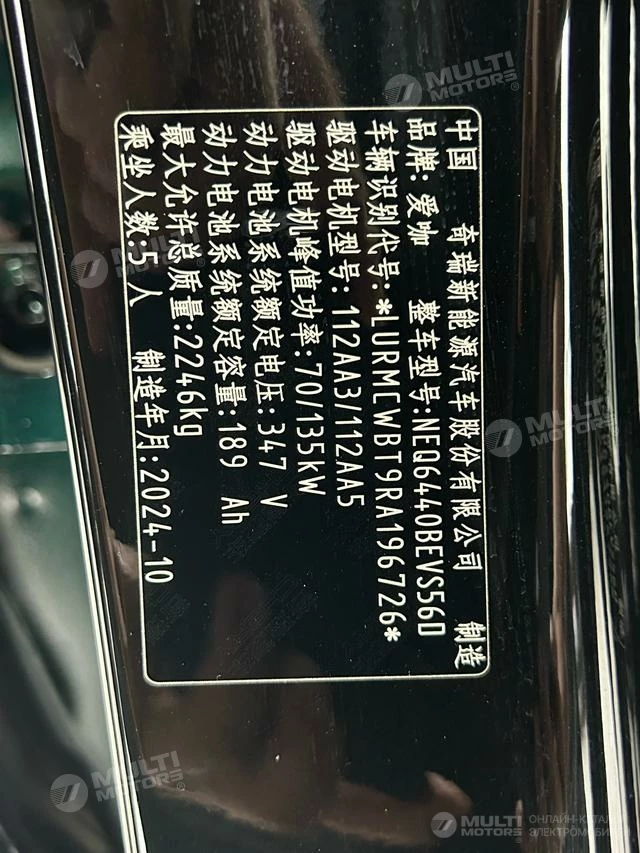 中国 奇瑞新能源汽车股份有限公司 制造
品牌: 爱咖 整车型号:NEQ6440BEVS56D
车辆识别代号:*LURMCWBT9RA196726*
驱动电机型号: 112AA3/112AA5
驱动电机峰值功率: 70/135kW
动力电池系统额定电压:347 V
动力电池系统额定容量:189 Ah
最大允许总质量:2246kg
乘坐人数:5 人 制造年月:2024-10
MULTI MOTORS®
MULTI MOTORS®
MULTI MOTORS®
MULTI MOTORS®
MULTI MOTORS®
ОНЛАЙН-КАТАЛОГ
ЭЛЕКТРОМОБИЛЕЙ